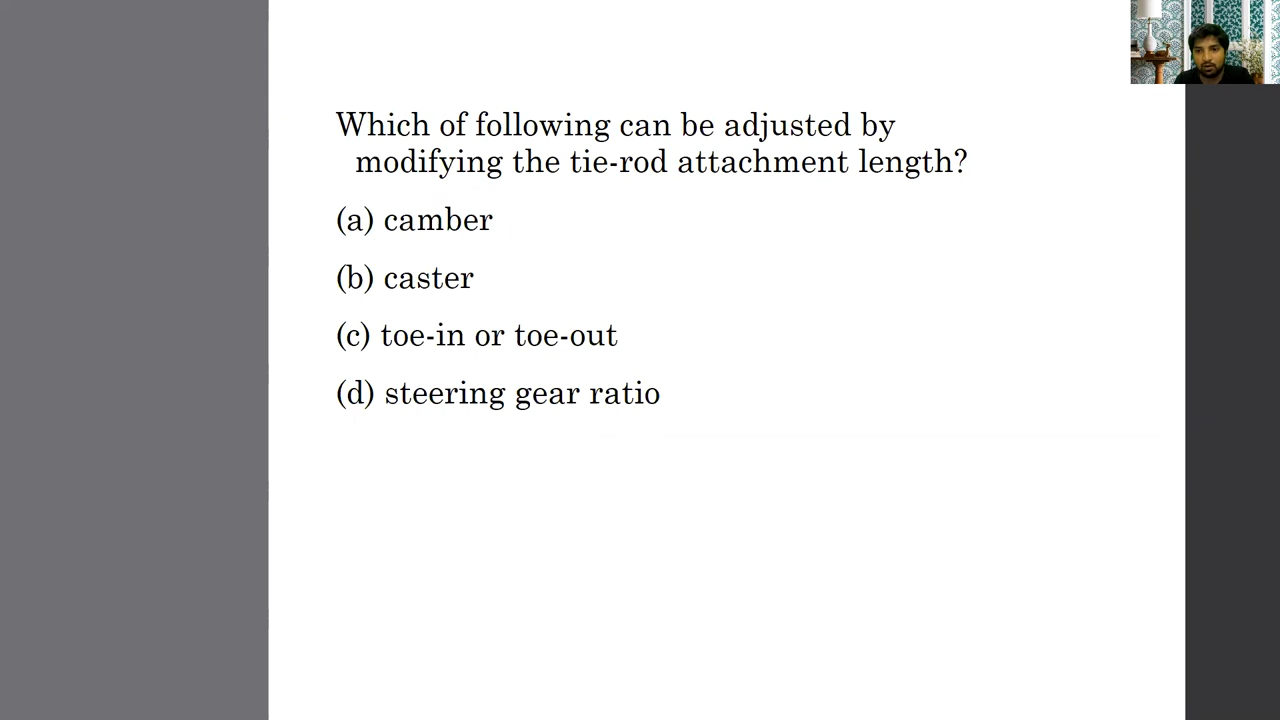 Which of following can be adjusted by
modifying the tie-rod attachment length?
(a) camber
(b) caster
(c) toe-in or toe-out
(d) steering gear ratio